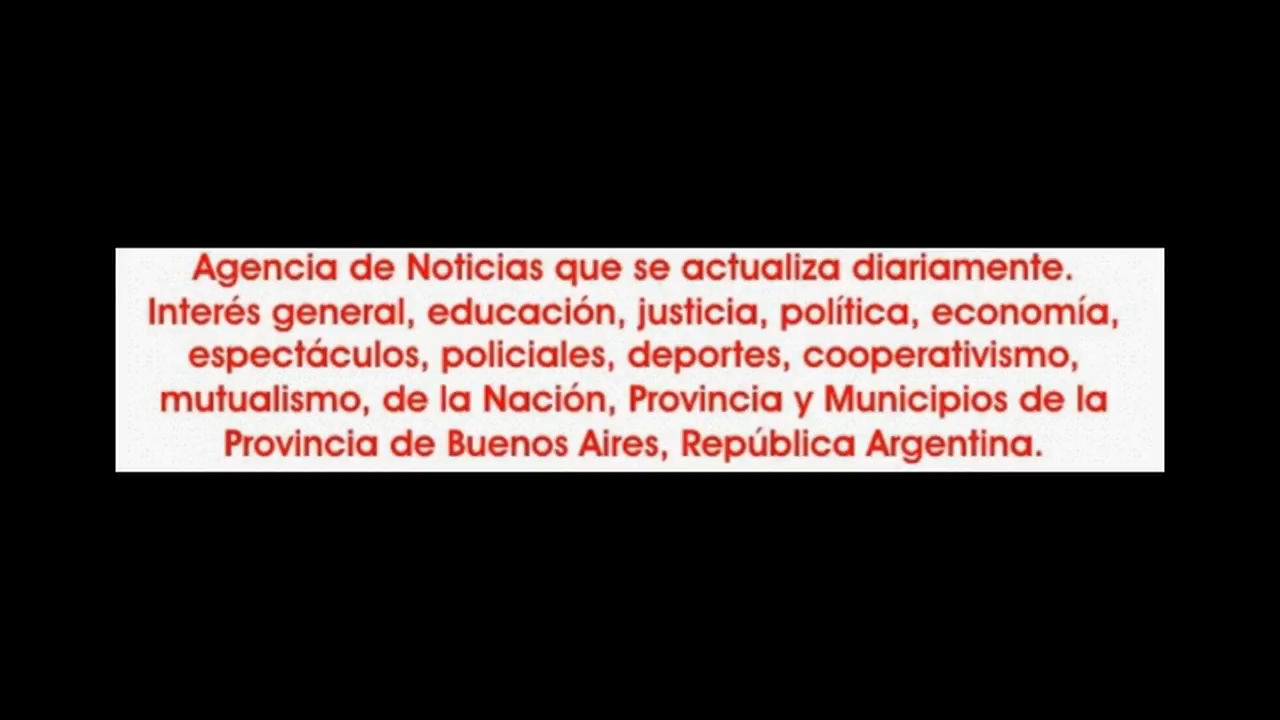 Agencia de Noticias que se actualiza diariamente.
Interés general, educación, justicia, política, economía,
espectáculos, policiales, deportes, cooperativismo,
mutualismo, de la Nación, Provincia y Municipios de la
Provincia de Buenos Aires, República Argentina.